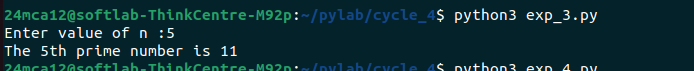 24mca12@softlab-ThinkCentre-M92p:~/pylab/cycle_4$ python3 exp_3.py
Enter value of n :5
The 5th prime number is 11
24mca12@softlab-ThinkCentre-M92p:~/pylab/cycle_4$ python3 exp_4.py